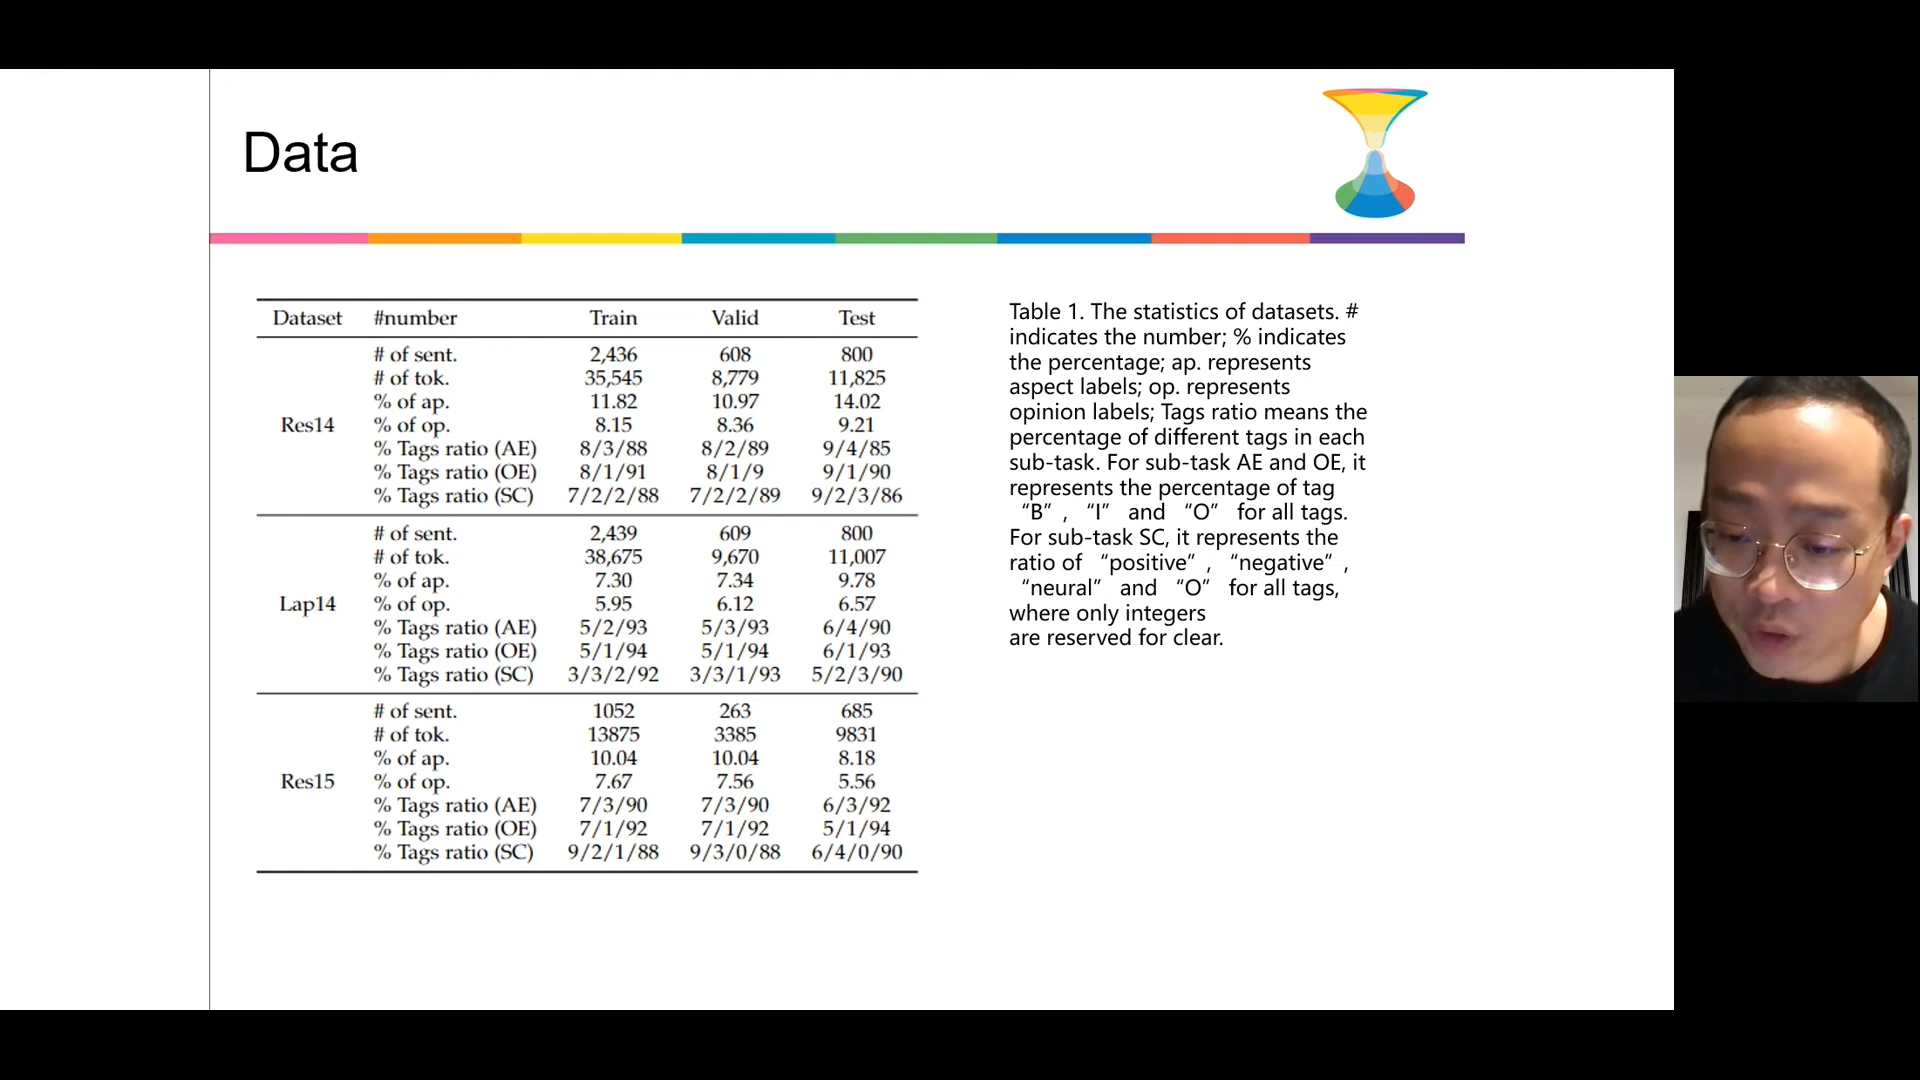 Data
Dataset #number Train Valid Test
# of sent. 2,436 608 800
# of tok. 35,545 8,779 11,825
% of ap. 11.82 10.97 14.02
Res14 % of op. 8.15 8.36 9.21
% Tags ratio (AE) 8/3/88 8/2/89 9/4/85
% Tags ratio (OE) 8/1/91 8/1/9 9/1/90
% Tags ratio (SC) 7/2/2/88 7/2/2/89 9/2/3/86
# of sent. 2,439 609 800
# of tok. 38,675 9,670 11,007
% of ap. 7.30 7.34 9.78
Lap14 % of op. 5.95 6.12 6.57
% Tags ratio (AE) 5/2/93 5/3/93 6/4/90
% Tags ratio (OE) 5/1/94 5/1/94 6/1/93
% Tags ratio (SC) 3/3/2/92 3/3/1/93 5/2/3/90
# of sent. 1052 263 685
# of tok. 13875 3385 9831
% of ap. 10.04 10.04 8.18
Res15 % of op. 7.67 7.56 5.56
% Tags ratio (AE) 7/3/90 7/3/90 6/3/92
% Tags ratio (OE) 7/1/92 7/1/92 5/1/94
% Tags ratio (SC) 9/2/1/88 9/3/0/88 6/4/0/90
Table 1. The statistics of datasets. #
indicates the number; % indicates
the percentage; ap. represents
aspect labels; op. represents
opinion labels; Tags ratio means the
percentage of different tags in each
sub-task. For sub-task AE and OE, it
represents the percentage of tag
“B”, “I” and “O” for all tags.
For sub-task SC, it represents the
ratio of “positive”, “negative”,
“neural” and “O” for all tags,
where only integers
are reserved for clear.